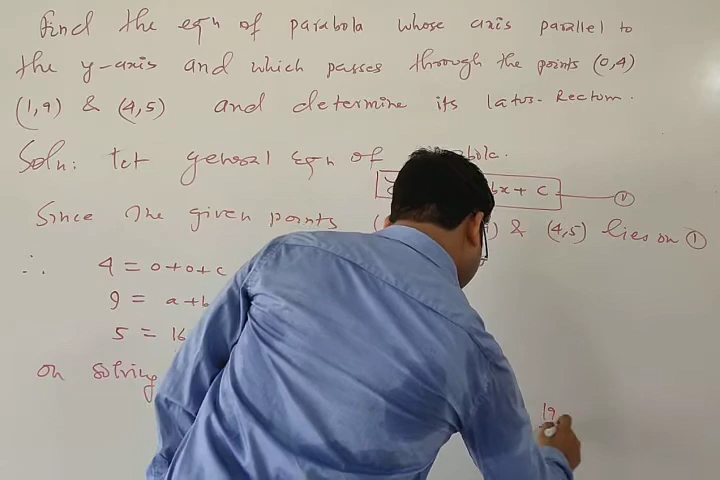 Find the eqn of parabola whose axis parallel to
the y-axis and which passes through the points (0,4)
(1,9) & (4,5) and determine its latus-Rectum.
Soln: Let general Eqn of
bx + c ①
Since the given points ( & (4,5) lies on ①
∴ 4 = 0+0+c
9 = a+b
5 = 16
on solving
19